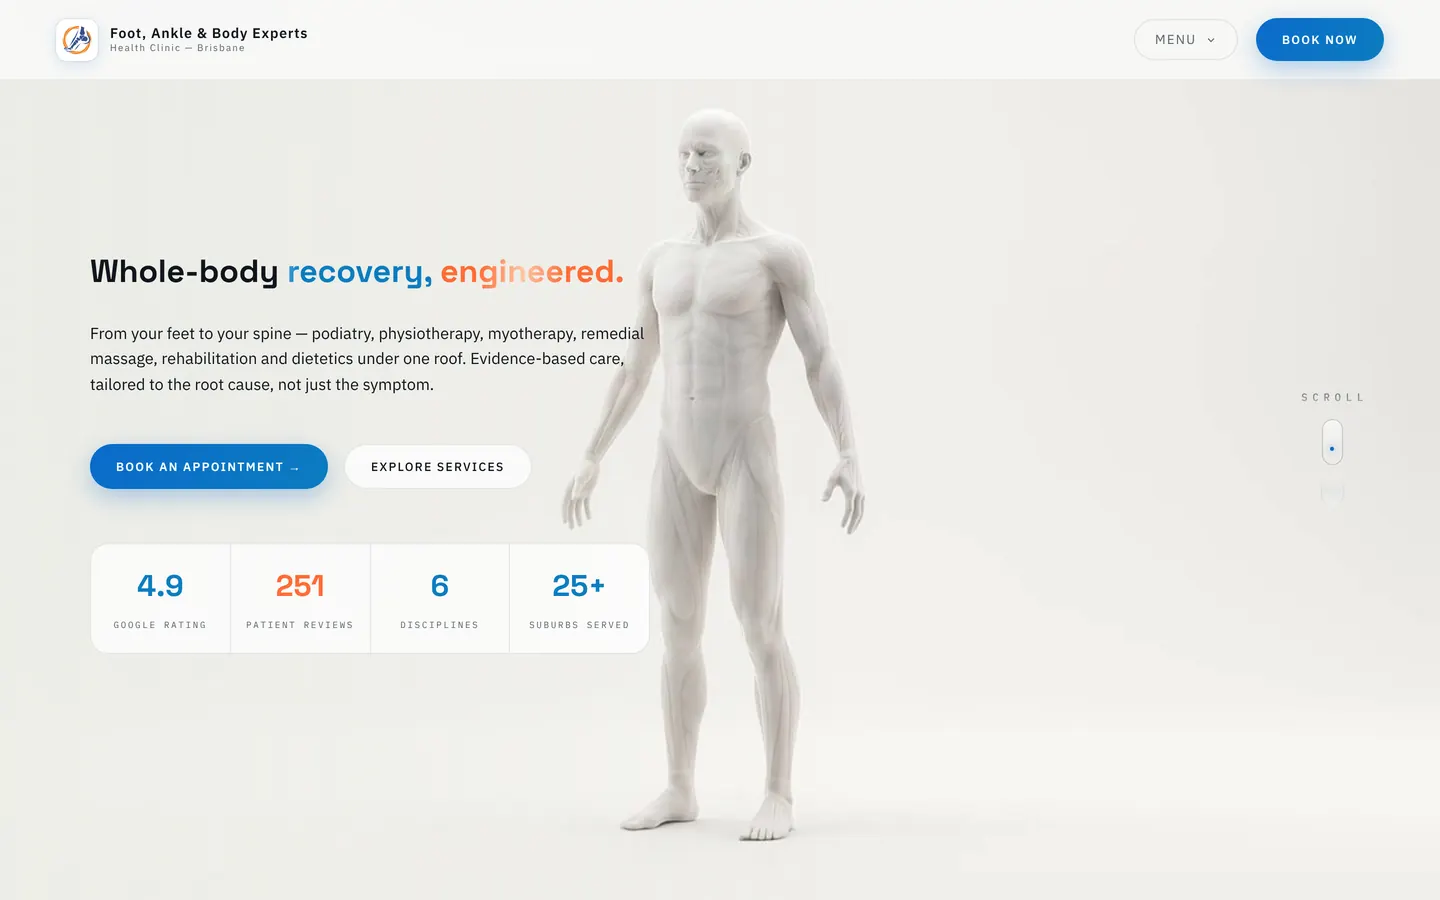 Foot, Ankle & Body Experts
Health Clinic — Brisbane
MENU
BOOK NOW
Whole-body recovery, engineered.
From your feet to your spine — podiatry, physiotherapy, myotherapy, remedial
massage, rehabilitation and dietetics under one roof. Evidence-based care,
tailored to the root cause, not just the symptom.
BOOK AN APPOINTMENT →
EXPLORE SERVICES
4.9
GOOGLE RATING
251
PATIENT REVIEWS
6
DISCIPLINES
25+
SUBURBS SERVED
SCROLL